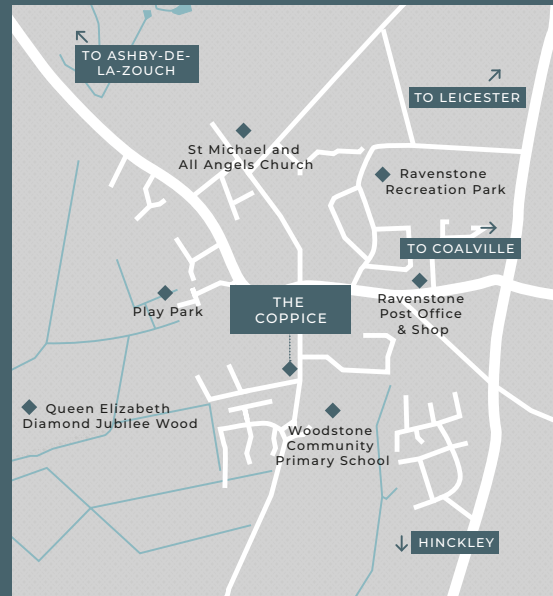 TO ASHBY-DE-
LA-ZOUCH
TO LEICESTER
St Michael and
All Angels Church
Ravenstone
Recreation Park
TO COALVILLE
Play Park
THE
COPPICE
Ravenstone
Post Office
& Shop
Queen Elizabeth
Diamond Jubilee Wood
Woodstone
Community
Primary School
HINCKLEY